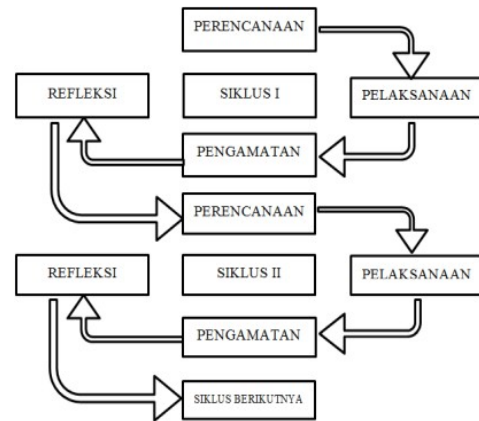 PERENCANAAN
REFLEKSI
SIKLUS I
PELAKSANAAN
PENGAMATAN
PERENCANAAN
REFLEKSI
SIKLUS II
PELAKSANAAN
PENGAMATAN
SIKLUS BERIKUTNYA